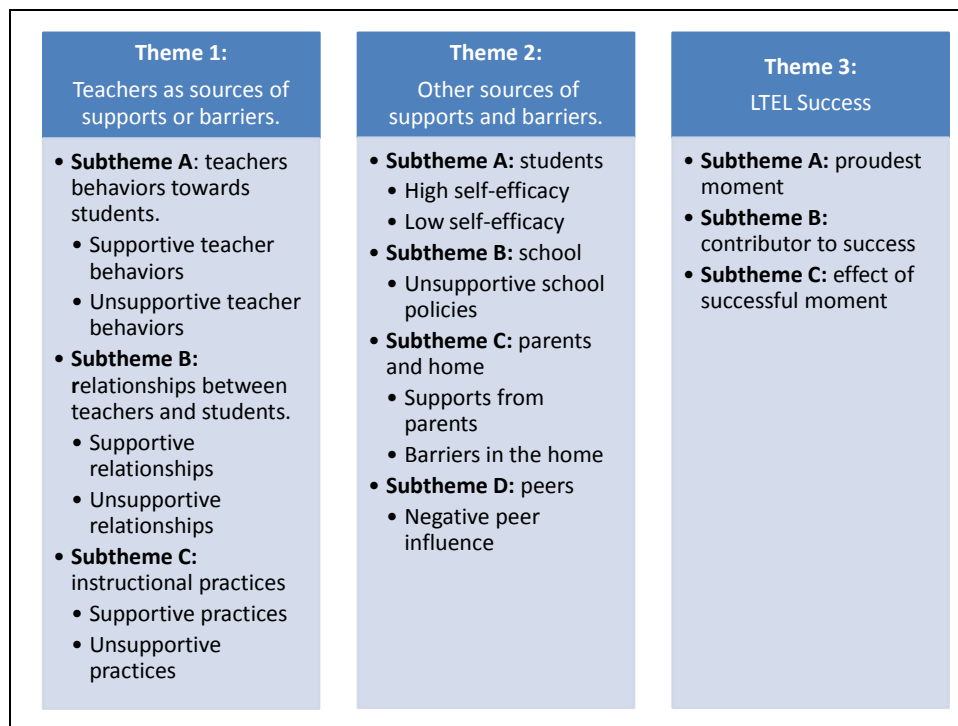 Theme 1:
Teachers as sources of
supports or barriers.
• Subtheme A: teachers
behaviors towards
students.
• Supportive teacher
behaviors
• Unsupportive teacher
behaviors
• Subtheme B:
relationships between
teachers and students.
• Supportive
relationships
• Unsupportive
relationships
• Subtheme C:
instructional practices
• Supportive practices
• Unsupportive
practices
Theme 2:
Other sources of
supports and barriers.
• Subtheme A: students
• High self-efficacy
• Low self-efficacy
• Subtheme B: school
• Unsupportive school
policies
• Subtheme C: parents
and home
• Supports from
parents
• Barriers in the home
• Subtheme D: peers
• Negative peer
influence
Theme 3:
LTEL Success
• Subtheme A: proudest
moment
• Subtheme B:
contributor to success
• Subtheme C: effect of
successful moment